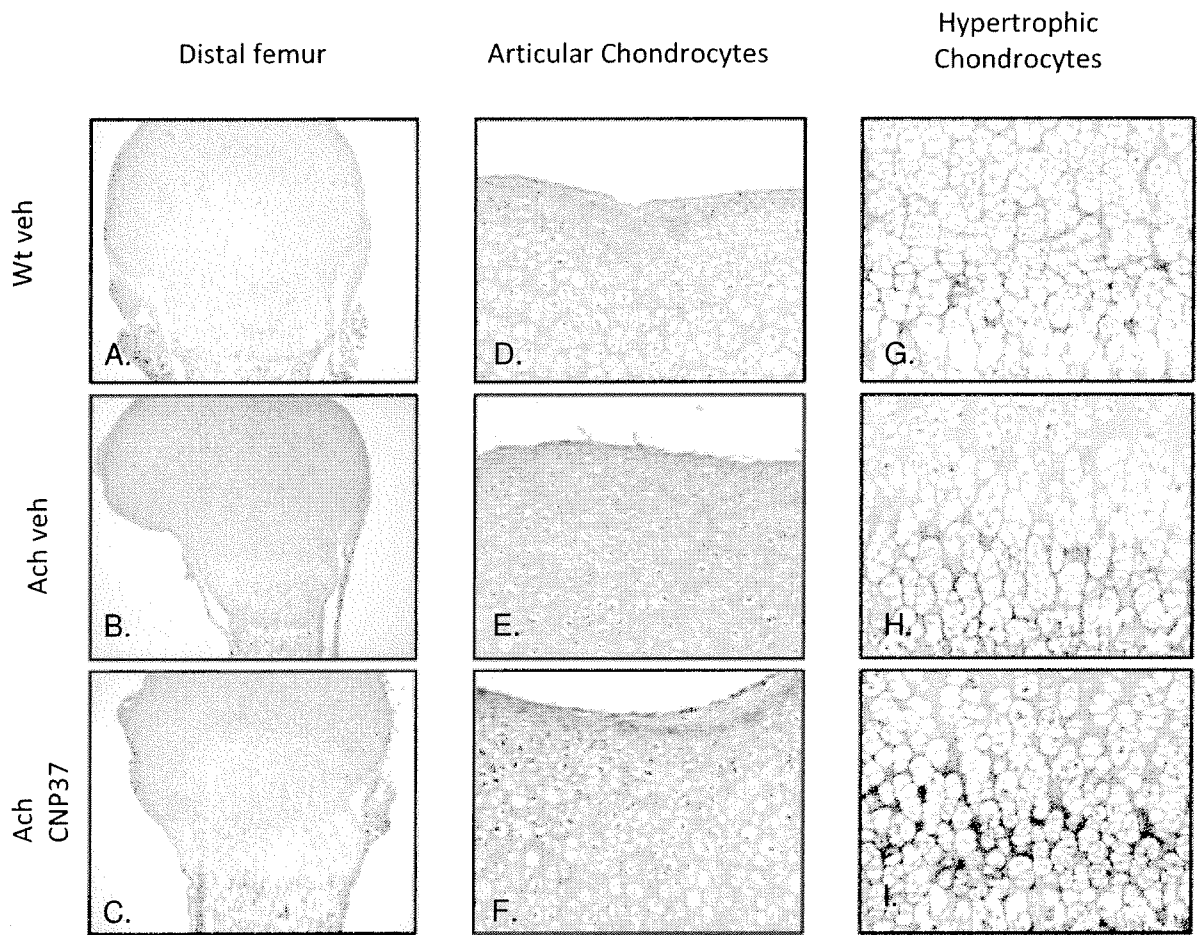 Distal femur
Articular Chondrocytes
Hypertrophic
Chondrocytes
Wt veh
A.
D.
G.
Ach veh
B.
E.
H.
Ach
CNP37
C.
F.
I.